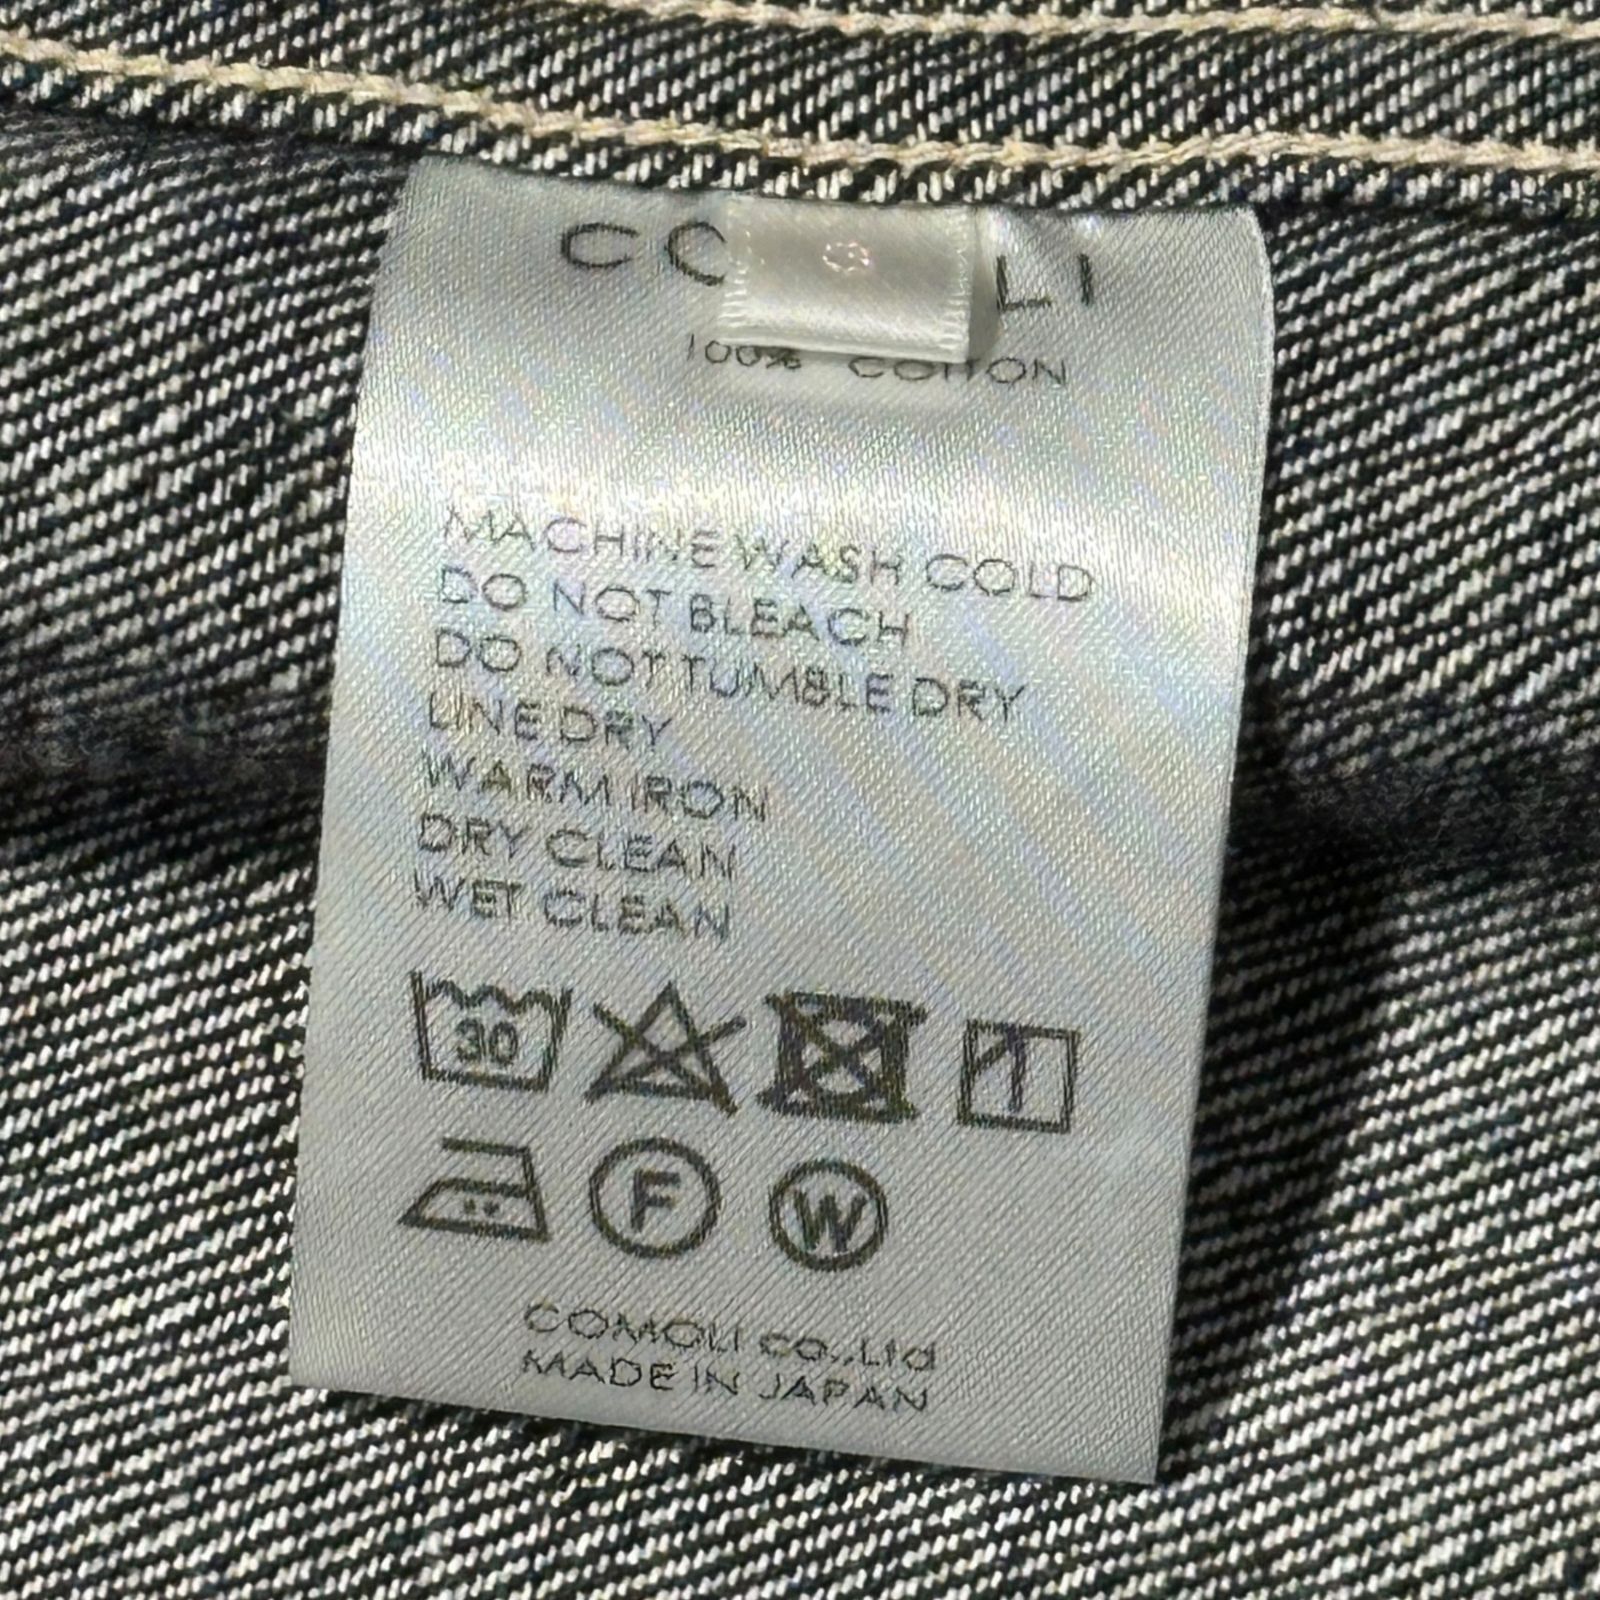 CO LI
100% COTTON
MACHINE WASH COLD
DO NOT BLEACH
DO NOT TUMBLE DRY
LINE DRY
WARM IRON
DRY CLEAN
WET CLEAN
30
F W
COMOLI co.,Ltd
MADE IN JAPAN